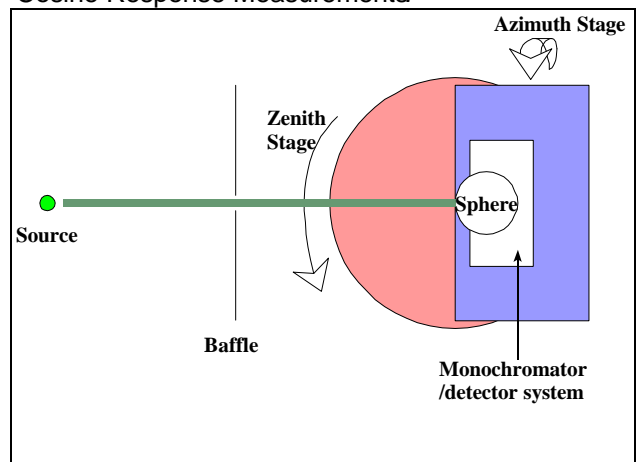 Cosine Response Measurements
Azimuth Stage
Zenith
Stage
Sphere
Source
Baffle
Monochromator
/detector system